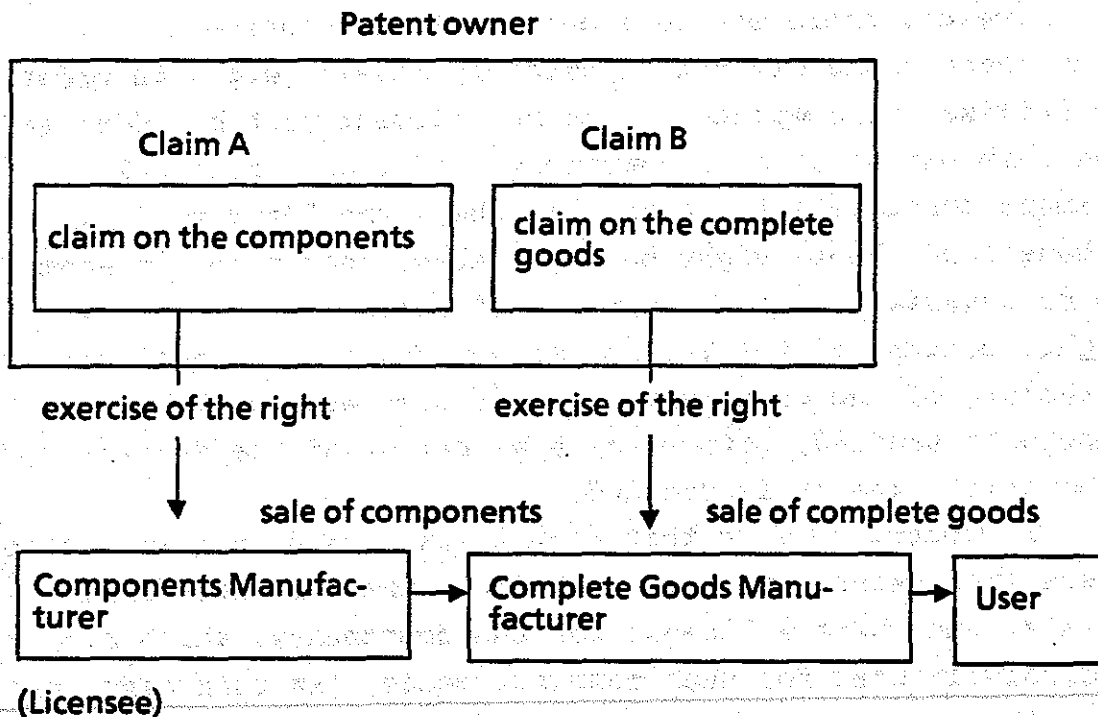 Patent owner
Claim A
Claim B
claim on the components
claim on the complete
goods
exercise of the right
exercise of the right
sale of components
sale of complete goods
Components Manufac-
turer
Complete Goods Manu-
facturer
User
(Licensee)